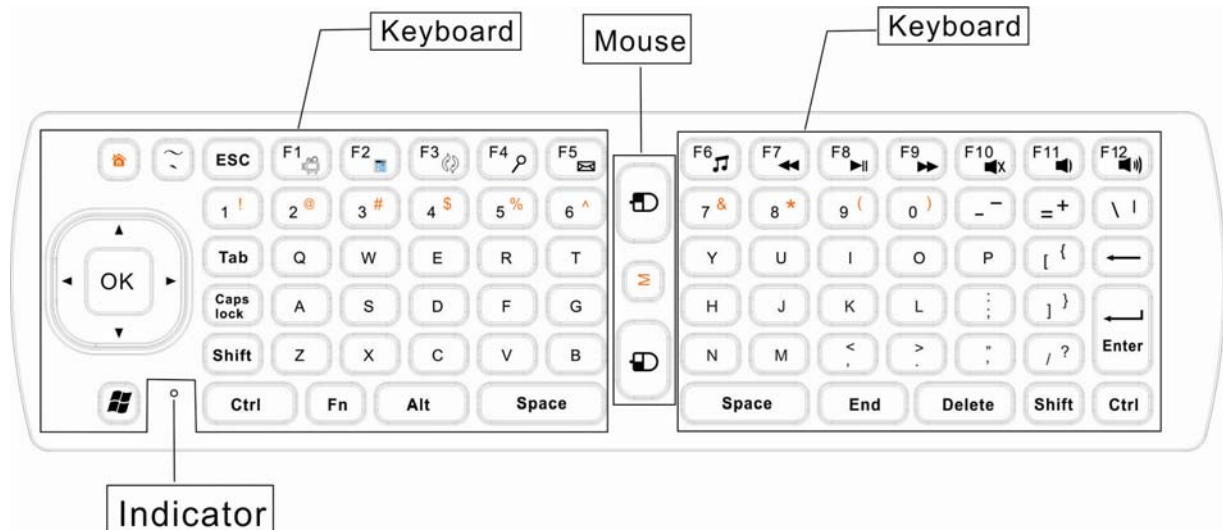 Keyboard
Mouse
Keyboard
~ ` ESC F1 F2 F3 F4 F5
F6 F7 F8 F9 F10 F11 F12
1 ! 2 @ 3 # 4 $ 5 % 6 ^
7 & 8 * 9 ( 0 ) - _ = + \ |
Tab Q W E R T
Y U I O P [ {
OK
M
Caps lock A S D F G
H J K L ; : ] }
Shift Z X C V B
N M < , > . " ' / ? Enter
Ctrl Fn Alt Space
Space End Delete Shift Ctrl
Indicator